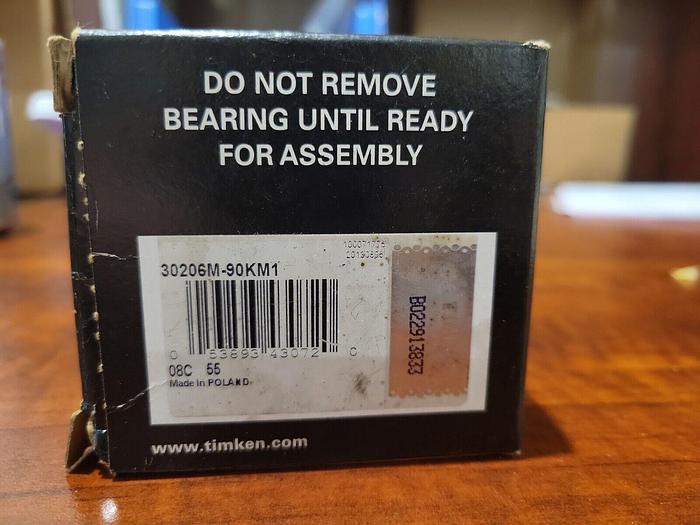 DO NOT REMOVE
BEARING UNTIL READY
FOR ASSEMBLY
30206M-90KM1
0 53893 43072 0
08C 55
Made in POLAND
B022913833
www.timken.com